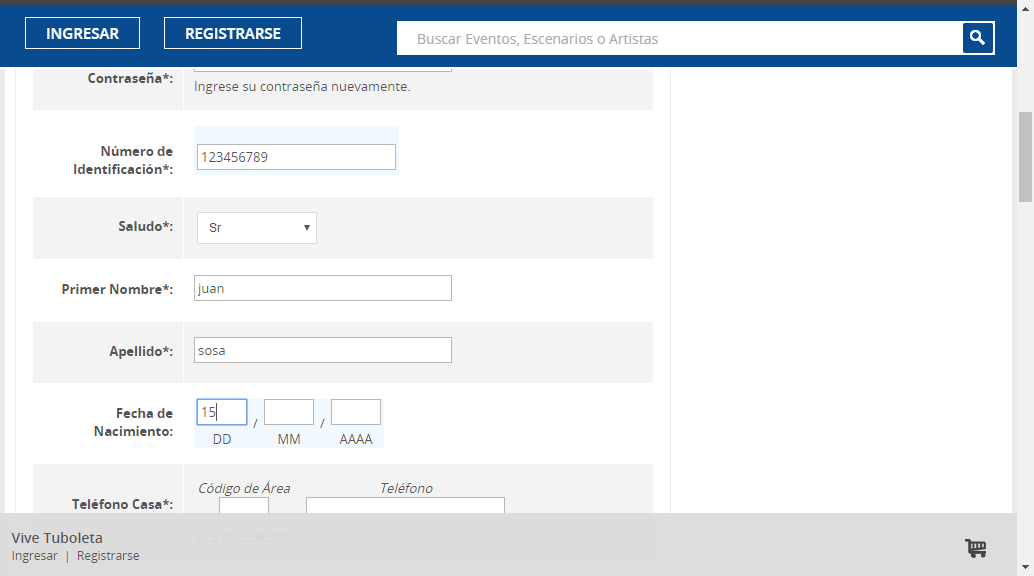 INGRESAR REGISTRARSE Buscar Eventos, Escenarios o Artistas
Contraseña*:
Ingrese su contraseña nuevamente.
Número de
Identificación*:
123456789
Saludo*: Sr
Primer Nombre*: juan
Apellido*: sosa
Fecha de
Nacimiento:
15 / /
DD MM AAAA
Código de Área Teléfono
Teléfono Casa*:
Vive Tuboleta
Ingresar | Registrarse